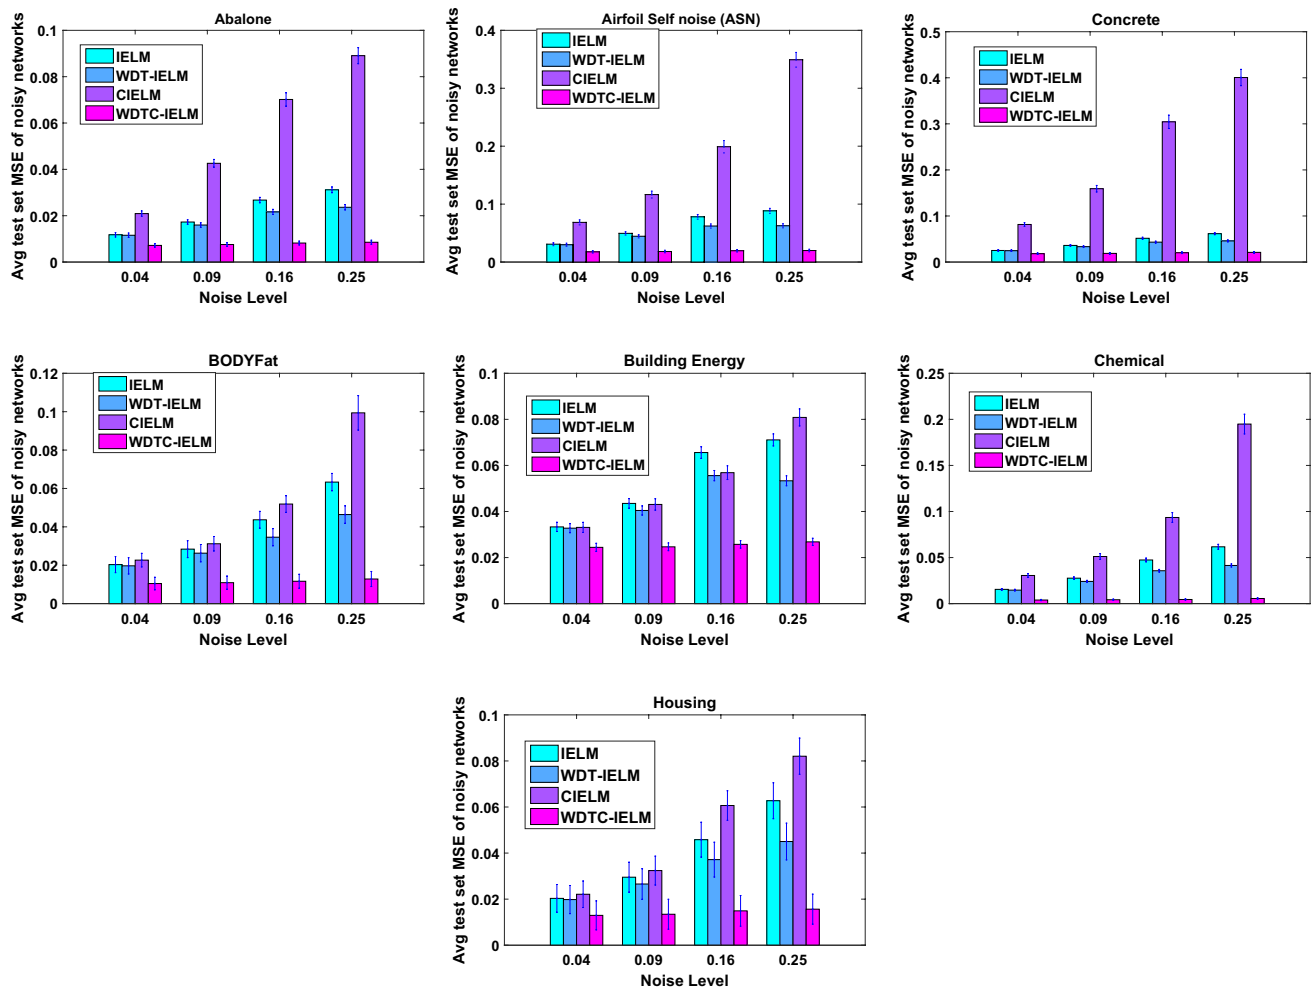 Abalone
Avg test set MSE of noisy networks
0.1
0.08
0.06
0.04
0.02
0
IELM
WDT-IELM
CIELM
WDTC-IELM
0.04 0.09 0.16 0.25
Noise Level
Airfoil Self noise (ASN)
Avg test set MSE of noisy networks
0.4
0.3
0.2
0.1
0
IELM
WDT-IELM
CIELM
WDTC-IELM
0.04 0.09 0.16 0.25
Noise Level
Concrete
Avg test set MSE of noisy networks
0.5
0.4
0.3
0.2
0.1
0
IELM
WDT-IELM
CIELM
WDTC-IELM
0.04 0.09 0.16 0.25
Noise Level
BODYFat
Avg test set MSE of noisy networks
0.12
0.1
0.08
0.06
0.04
0.02
0
IELM
WDT-IELM
CIELM
WDTC-IELM
0.04 0.09 0.16 0.25
Noise Level
Building Energy
Avg test set MSE of noisy networks
0.1
0.08
0.06
0.04
0.02
0
IELM
WDT-IELM
CIELM
WDTC-IELM
0.04 0.09 0.16 0.25
Noise Level
Chemical
Avg test set MSE of noisy networks
0.25
0.2
0.15
0.1
0.05
0
IELM
WDT-IELM
CIELM
WDTC-IELM
0.04 0.09 0.16 0.25
Noise Level
Housing
Avg test set MSE of noisy networks
0.1
0.08
0.06
0.04
0.02
0
IELM
WDT-IELM
CIELM
WDTC-IELM
0.04 0.09 0.16 0.25
Noise Level